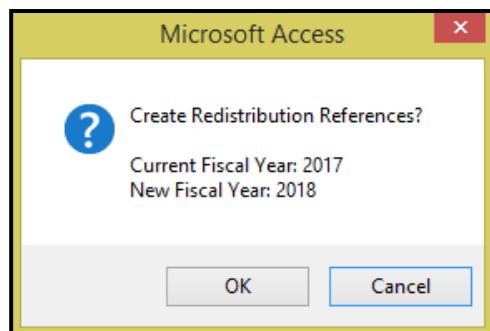 Microsoft Access
Create Redistribution References?
Current Fiscal Year: 2017
New Fiscal Year: 2018
OK
Cancel